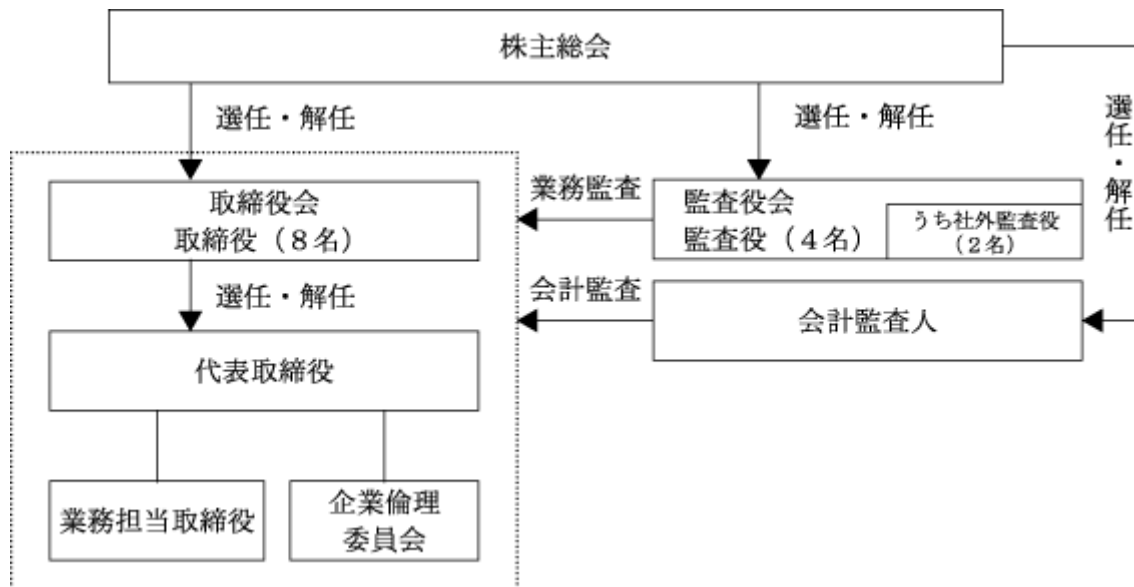 株主総会
選任・解任
選任・解任
選任・解任
取締役会
取締役（８名）
業務監査
監査役会
監査役（４名）
うち社外監査役
（２名）
選任・解任
会計監査
会計監査人
代表取締役
業務担当取締役
企業倫理
委員会